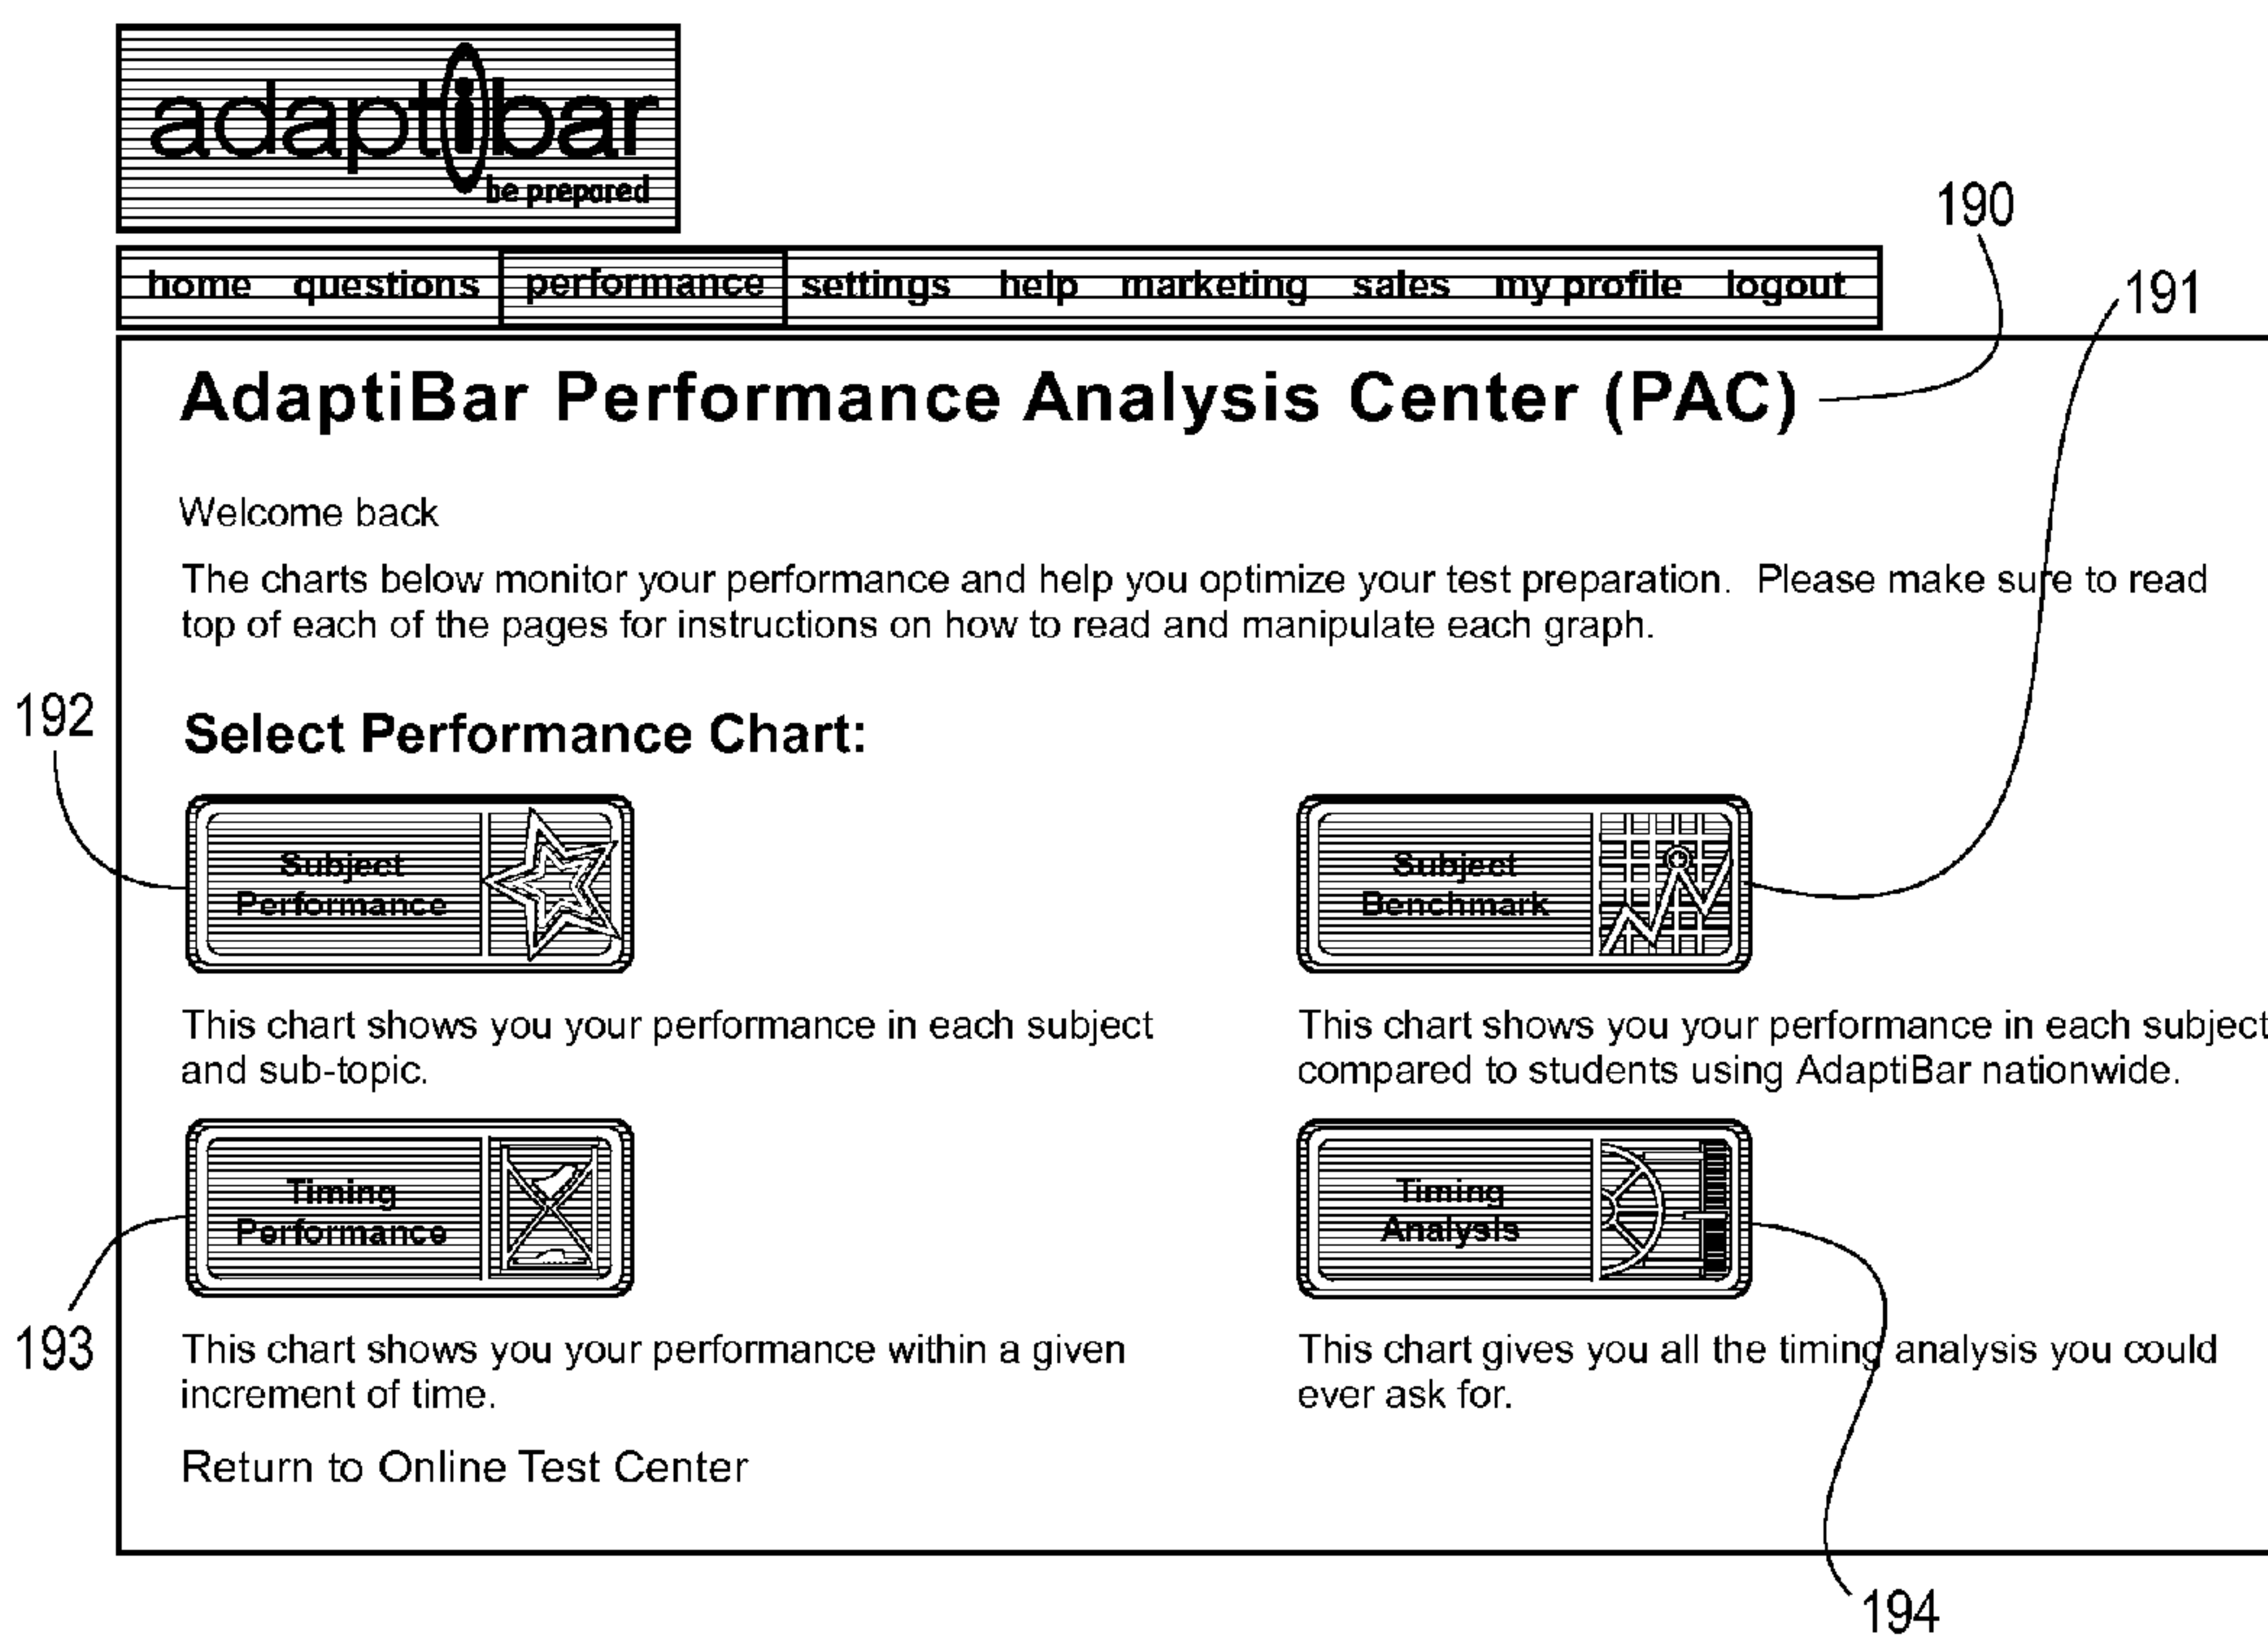 adaptibar
be prepared
190
home questions performance settings help marketing sales my profile logout
191
AdaptiBar Performance Analysis Center (PAC)
Welcome back
The charts below monitor your performance and help you optimize your test preparation. Please make sure to read
top of each of the pages for instructions on how to read and manipulate each graph.
192
Select Performance Chart:
Subject
Performance
Subject
Benchmark
This chart shows you your performance in each subject
and sub-topic.
This chart shows you your performance in each subject
compared to students using AdaptiBar nationwide.
Timing
Performance
Timing
Analysis
193
This chart shows you your performance within a given
increment of time.
This chart gives you all the timing analysis you could
ever ask for.
Return to Online Test Center
194